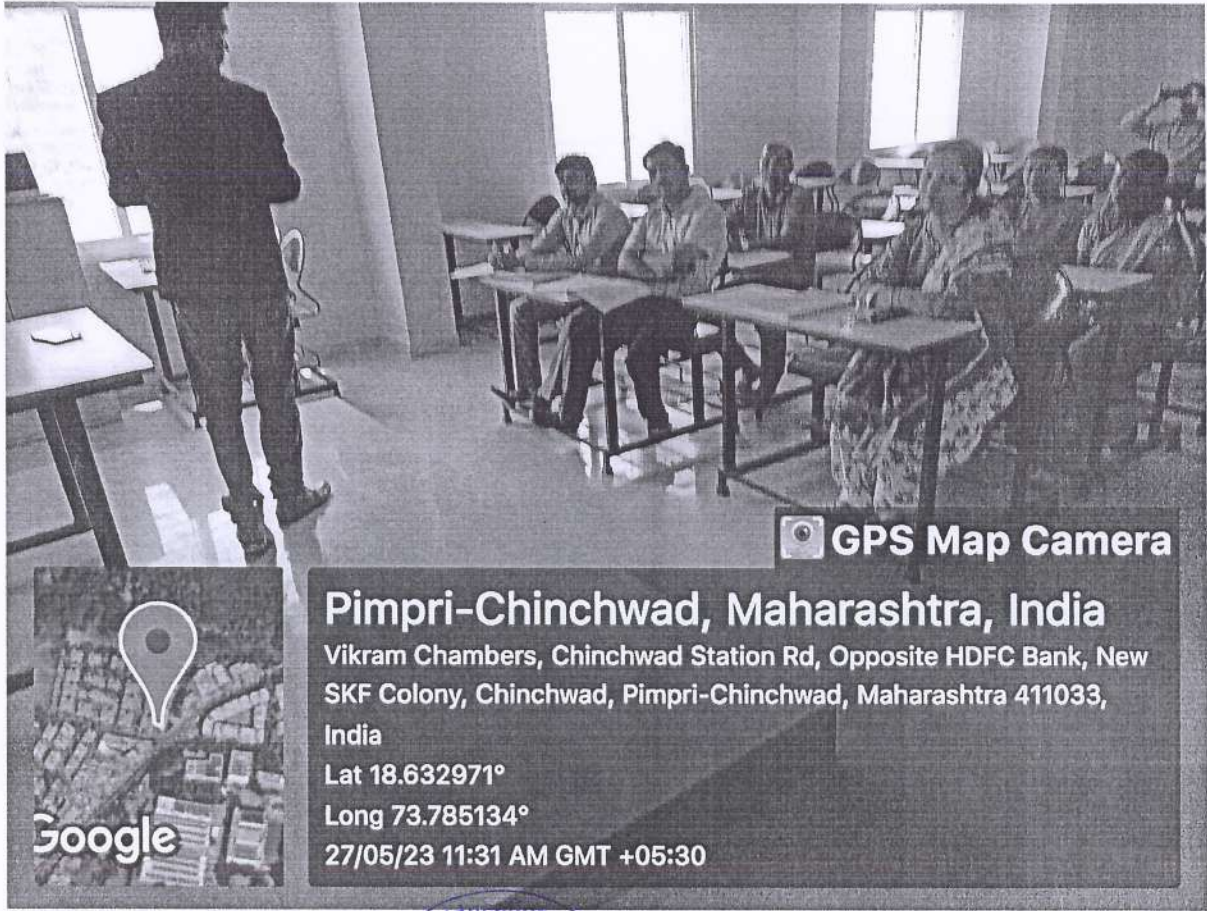 GPS Map Camera
Pimpri-Chinchwad, Maharashtra, India
Vikram Chambers, Chinchwad Station Rd, Opposite HDFC Bank, New
SKF Colony, Chinchwad, Pimpri-Chinchwad, Maharashtra 411033,
India
Lat 18.632971°
Long 73.785134°
27/05/23 11:31 AM GMT +05:30
Google